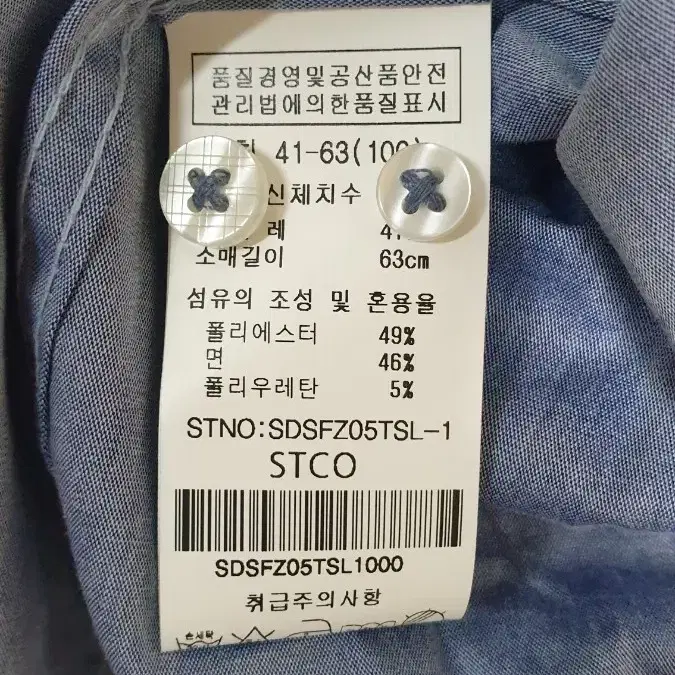 품질경영및공산품안전
관리법에의한품질표시
41-63(100)
신체치수
레
소매길이 63cm
섬유의 조성 및 혼용율
폴리에스터 49%
면 46%
폴리우레탄 5%
STNO:SDSFZ05TSL-1
STCO
SDSFZ05TSL1000
취급주의사항
손세탁